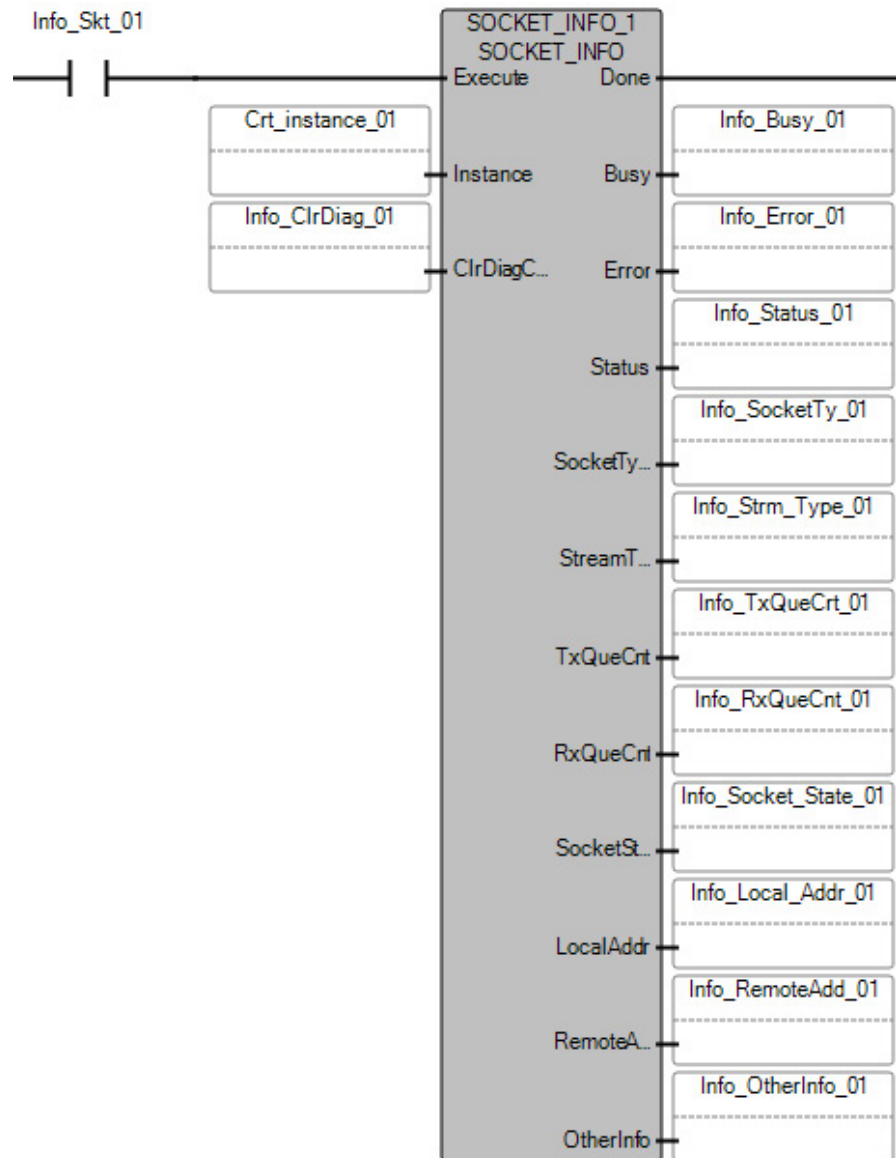 Info_Skt_01
SOCKET_INFO_1
SOCKET_INFO
Execute Done
Crt_instance_01
Info_Busy_01
Instance Busy
Info_ClrDiag_01
Info_Error_01
ClrDiagC... Error
Info_Status_01
Status
Info_SocketTy_01
SocketTy...
Info_Strm_Type_01
StreamT...
Info_TxQueCrt_01
TxQueCnt
Info_RxQueCnt_01
RxQueCnt
Info_Socket_State_01
SocketSt...
Info_Local_Addr_01
LocalAddr
Info_RemoteAdd_01
RemoteA...
Info_OtherInfo_01
OtherInfo